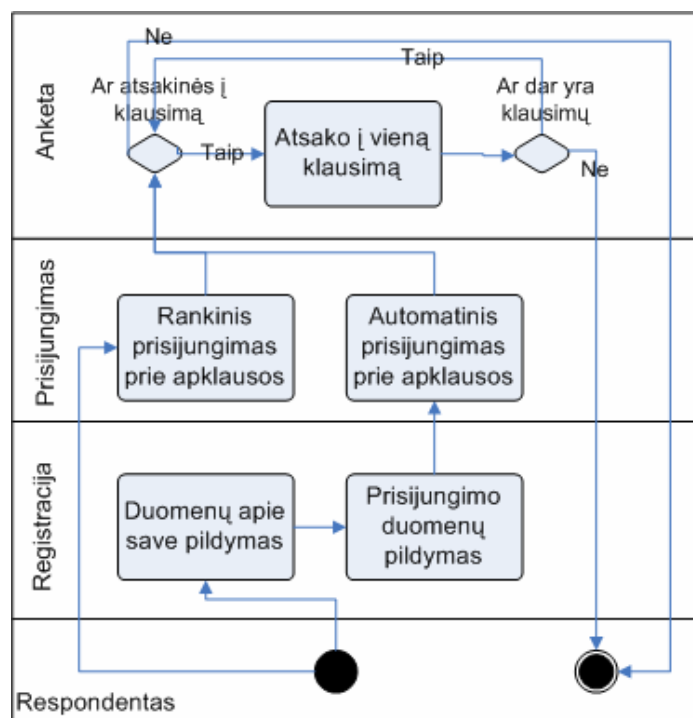 Ne
Taip
Ar atsakinės į
klausimą
Ar dar yra
klausimų
Anketa
Taip
Atsako į vieną
klausimą
Ne
Prisijungimas
Rankinis
prisijungimas
prie apklausos
Automatinis
prisijungimas
prie apklausos
Registracija
Duomenų apie
save pildymas
Prisijungimo
duomenų
pildymas
Respondentas